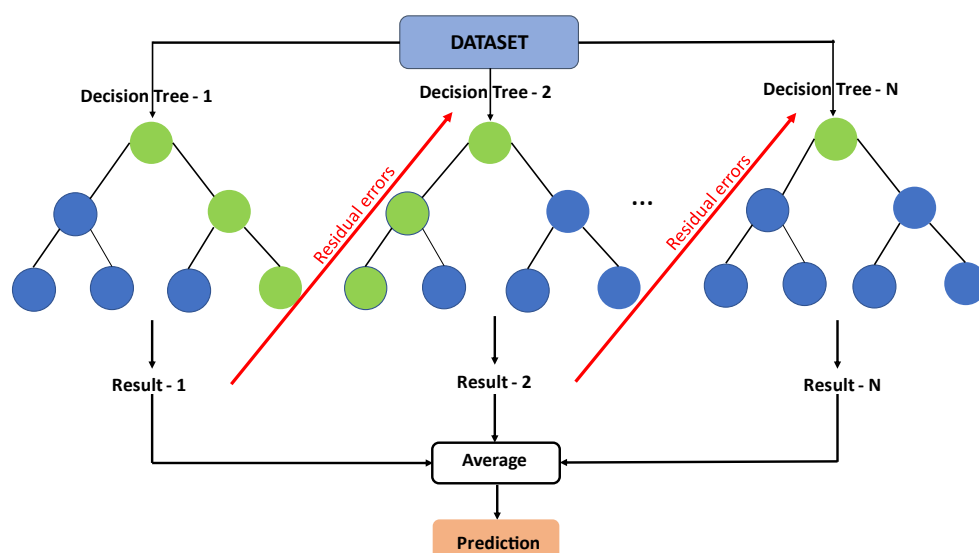 DATASET
Decision Tree - 1
Decision Tree - 2
Decision Tree - N
Residual errors
...
Residual errors
Result - 1
Result - 2
Result - N
Average
Prediction